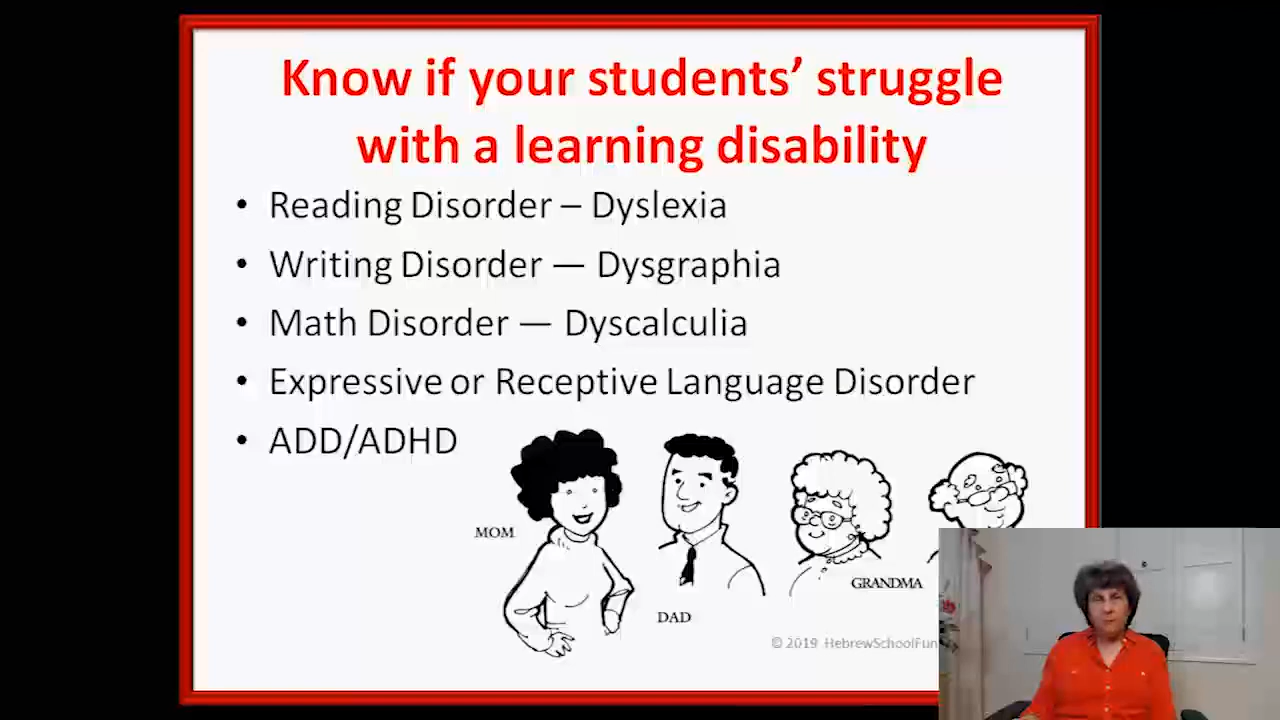 Know if your students’ struggle
with a learning disability
• Reading Disorder – Dyslexia
• Writing Disorder — Dysgraphia
• Math Disorder — Dyscalculia
• Expressive or Receptive Language Disorder
• ADD/ADHD
MOM
DAD
GRANDMA
© 2019 HebrewSchoolFun